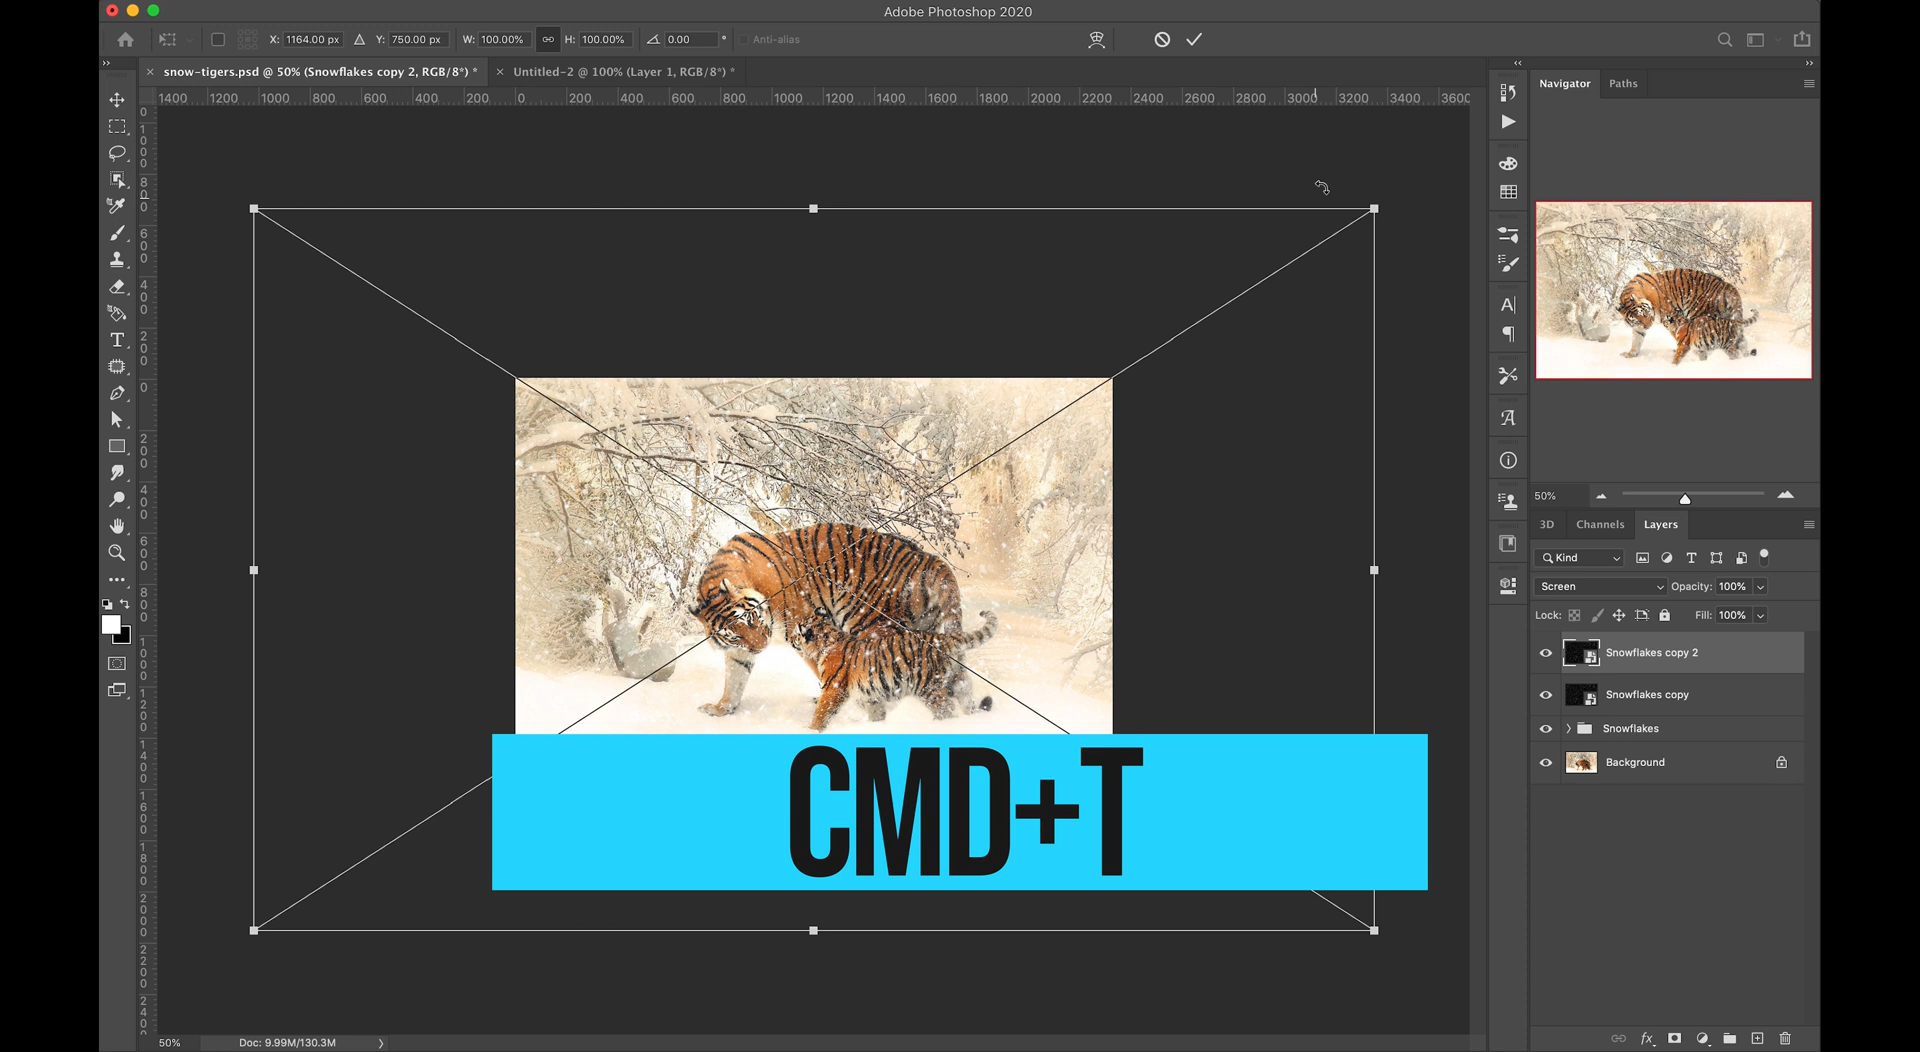 Adobe Photoshop 2020
X: 1164.00 px Y: 750.00 px W: 100.00% H: 100.00% 0.00 ° Anti-alias
snow-tigers.psd @ 50% (Snowflakes copy 2, RGB/8*) * Untitled-2 @ 100% (Layer 1, RGB/8*) *
1400 1200 1000 800 600 400 200 0 200 400 600 800 1000 1200 1400 1600 1800 2000 2200 2400 2600 2800 3000 3200 3400 3600
Navigator Paths
50%
3D Channels Layers
Kind
Screen Opacity: 100%
Lock: Fill: 100%
Snowflakes copy 2
Snowflakes copy
Snowflakes
Background
CMD+T
50% Doc: 9.99M/130.3M